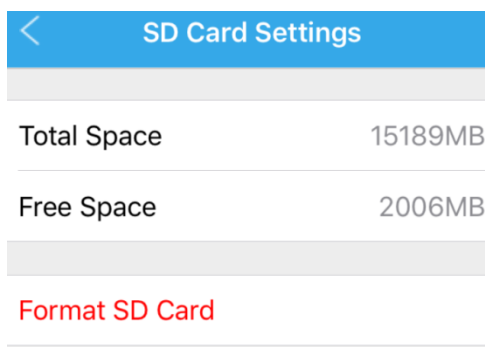 SD Card Settings
Total Space 15189MB
Free Space 2006MB
Format SD Card